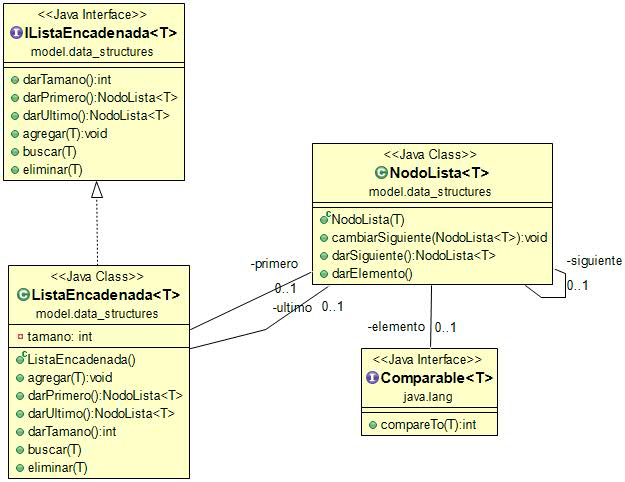 <<Java Interface>>
IListaEncadenada<T>
model.data_structures
darTamano():int
darPrimero():NodoLista<T>
darUltimo():NodoLista<T>
agregar(T):void
buscar(T)
eliminar(T)
<<Java Class>>
NodoLista<T>
model.data_structures
NodoLista(T)
cambiarSiguiente(NodoLista<T>):void
darSiguiente():NodoLista<T>
darElemento()
-siguiente
0..1
-primero
0..1
-ultimo
0..1
<<Java Class>>
ListaEncadenada<T>
model.data_structures
tamano: int
ListaEncadenada()
agregar(T):void
darPrimero():NodoLista<T>
darUltimo():NodoLista<T>
darTamano():int
buscar(T)
eliminar(T)
-elemento
0..1
<<Java Interface>>
Comparable<T>
java.lang
compareTo(T):int